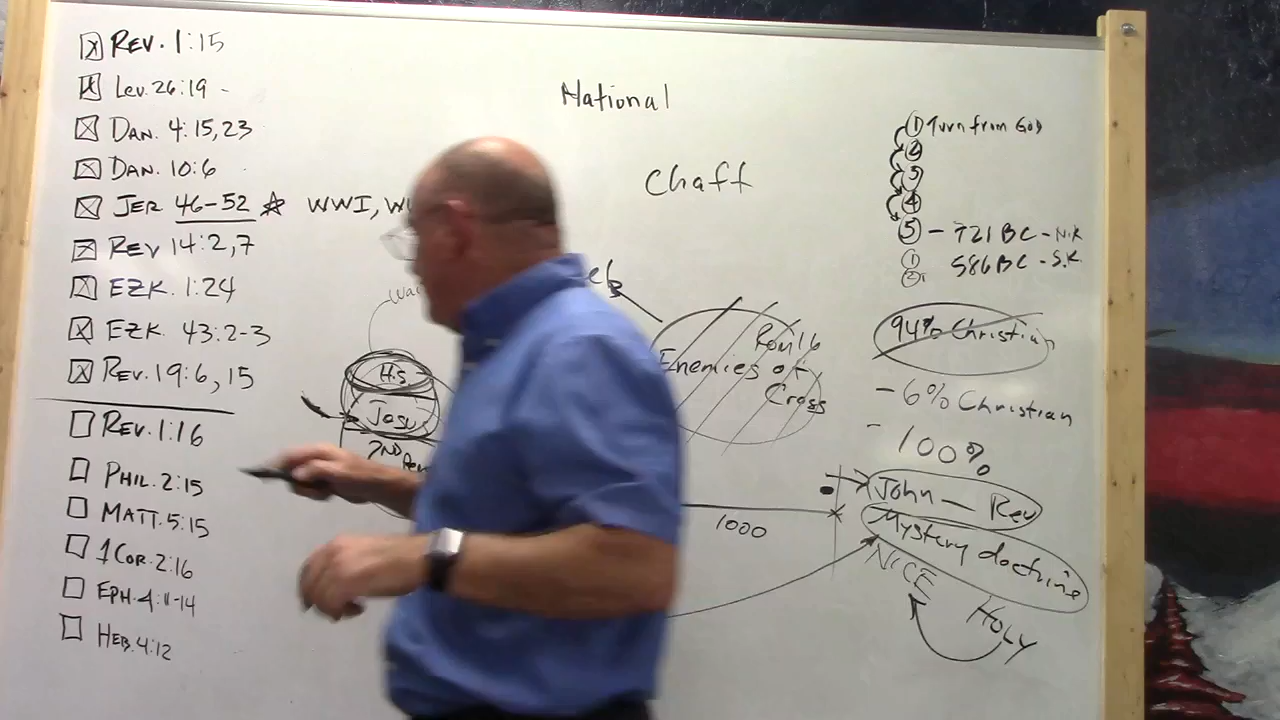 REV. 1:15
Lev. 26:19 -
DAN. 4:15,23
DAN. 10:6
JER 46-52 ☆ WWI,
REV 14:2,7
EZK. 1:24
EZK. 43:2-3
Rev. 19:6, 15
REV. 1:16
PHIL. 2:15
MATT. 5:15
1COR. 2:16
EPH. 4:11-14
HEB. 4:12
H.S
2ND
National
Chaff
Rom 16
Enemies of
Cross
1000
① Turn from God
②
③
④
⑤ - 721 BC - N.K
① 586 BC - S.K.
②
94% Christian
- 6% Christian
- 100%
John — Rev
Mystery doctrine
NICE
HOLY